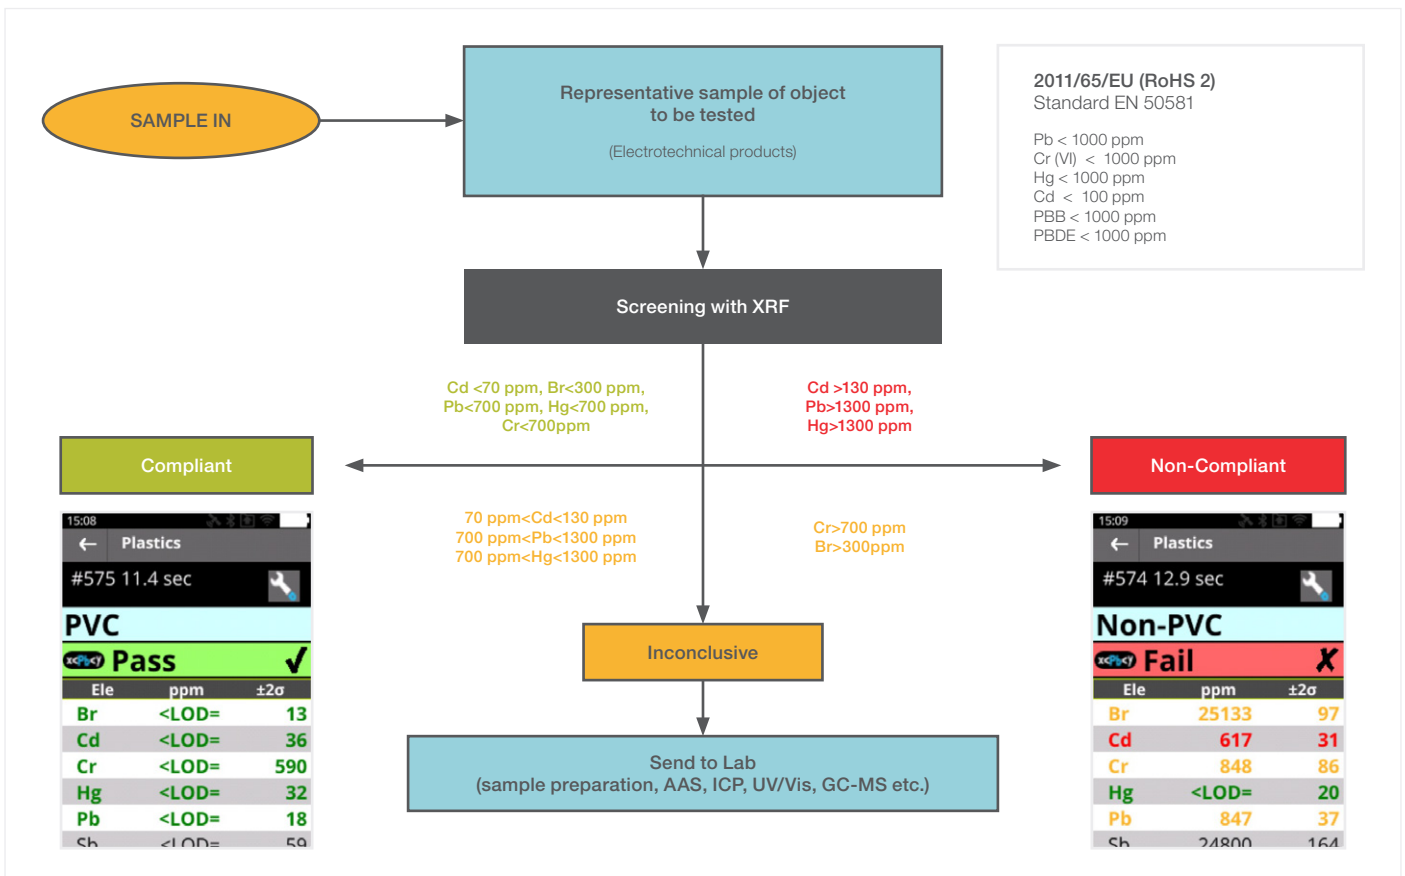 SAMPLE IN
Representative sample of object
to be tested
(Electrotechnical products)
2011/65/EU (RoHS 2)
Standard EN 50581
Pb < 1000 ppm
Cr (VI) < 1000 ppm
Hg < 1000 ppm
Cd < 100 ppm
PBB < 1000 ppm
PBDE < 1000 ppm
Screening with XRF
Cd <70 ppm, Br<300 ppm,
Pb<700 ppm, Hg<700 ppm,
Cr<700ppm
Cd >130 ppm,
Pb>1300 ppm,
Hg>1300 ppm
Compliant
Non-Compliant
70 ppm<Cd<130 ppm
700 ppm<Pb<1300 ppm
700 ppm<Hg<1300 ppm
Cr>700 ppm
Br>300ppm
Inconclusive
Send to Lab
(sample preparation, AAS, ICP, UV/Vis, GC-MS etc.)
15:08
← Plastics
#575 11.4 sec
PVC
xcPbcy Pass ✓
Ele ppm ±2σ
Br <LOD= 13
Cd <LOD= 36
Cr <LOD= 590
Hg <LOD= 32
Pb <LOD= 18
Sb <LOD= 59
15:09
← Plastics
#574 12.9 sec
Non-PVC
xcPbcy Fail ✗
Ele ppm ±2σ
Br 25133 97
Cd 617 31
Cr 848 86
Hg <LOD= 20
Pb 847 37
Sb 24800 164